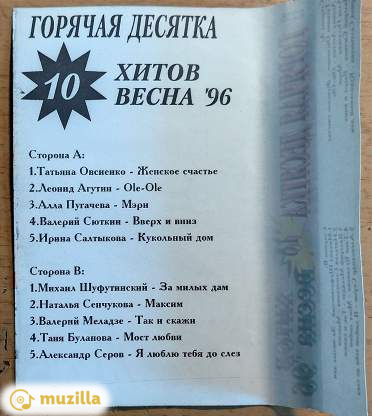 ГОРЯЧАЯ ДЕСЯТКА
10
ХИТОВ
ВЕСНА '96
Сторона А:
1.Татьяна Овсиенко - Женское счастье
2.Леонид Агутин - Ole-Ole
3.Алла Пугачева - Мэри
4.Валерий Сюткин - Вверх и вниз
5.Ирина Салтыкова - Кукольный дом
Сторона В:
1.Михаил Шуфутинский - За милых дам
2.Наталья Сенчукова - Максим
3.Валерий Меладзе - Так и скажи
4.Таня Буланова - Мост любви
5.Александр Серов - Я люблю тебя до слез
muzilla